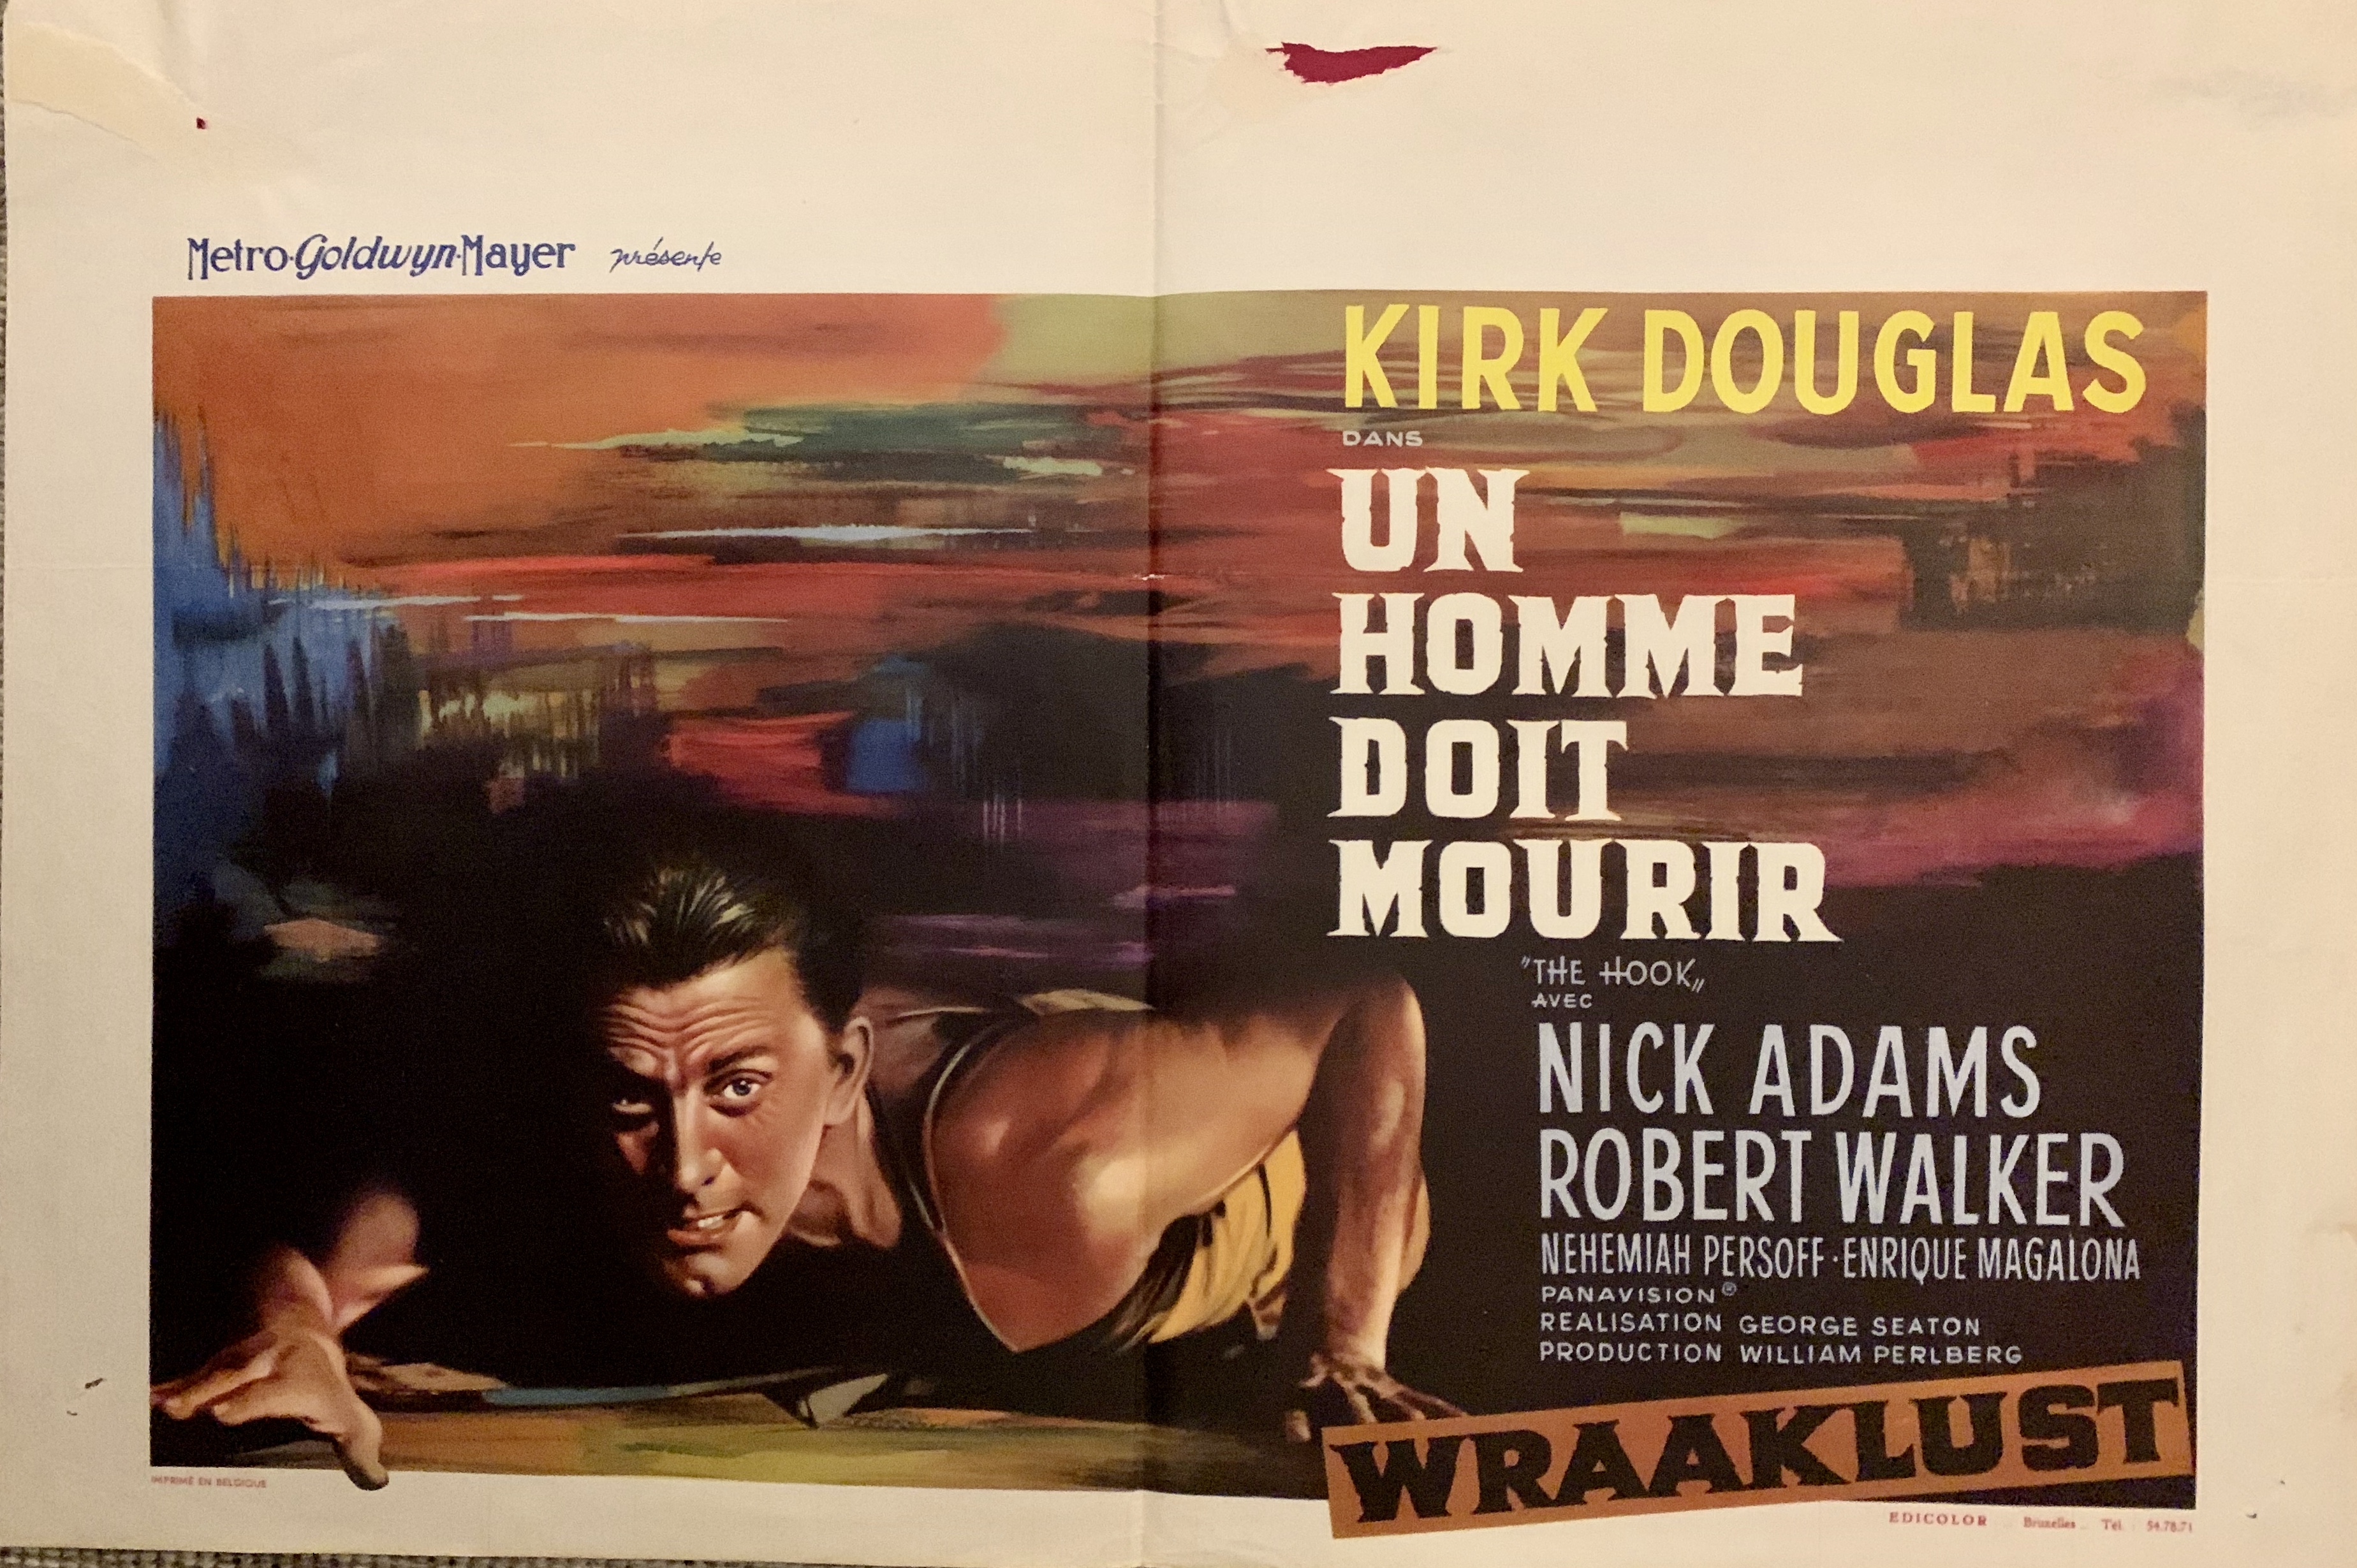 Metro-Goldwyn-Mayer présente
KIRK DOUGLAS
DANS
UN
HOMME
DOIT
MOURIR
"THE HOOK„
AVEC
NICK ADAMS
ROBERT WALKER
NEHEMIAH PERSOFF · ENRIQUE MAGALONA
PANAVISION®
REALISATION GEORGE SEATON
PRODUCTION WILLIAM PERLBERG
WRAAKLUST
IMPRIMÉ EN BELGIQUE
EDICOLOR - Bruxelles - Tél. : 54.78.71